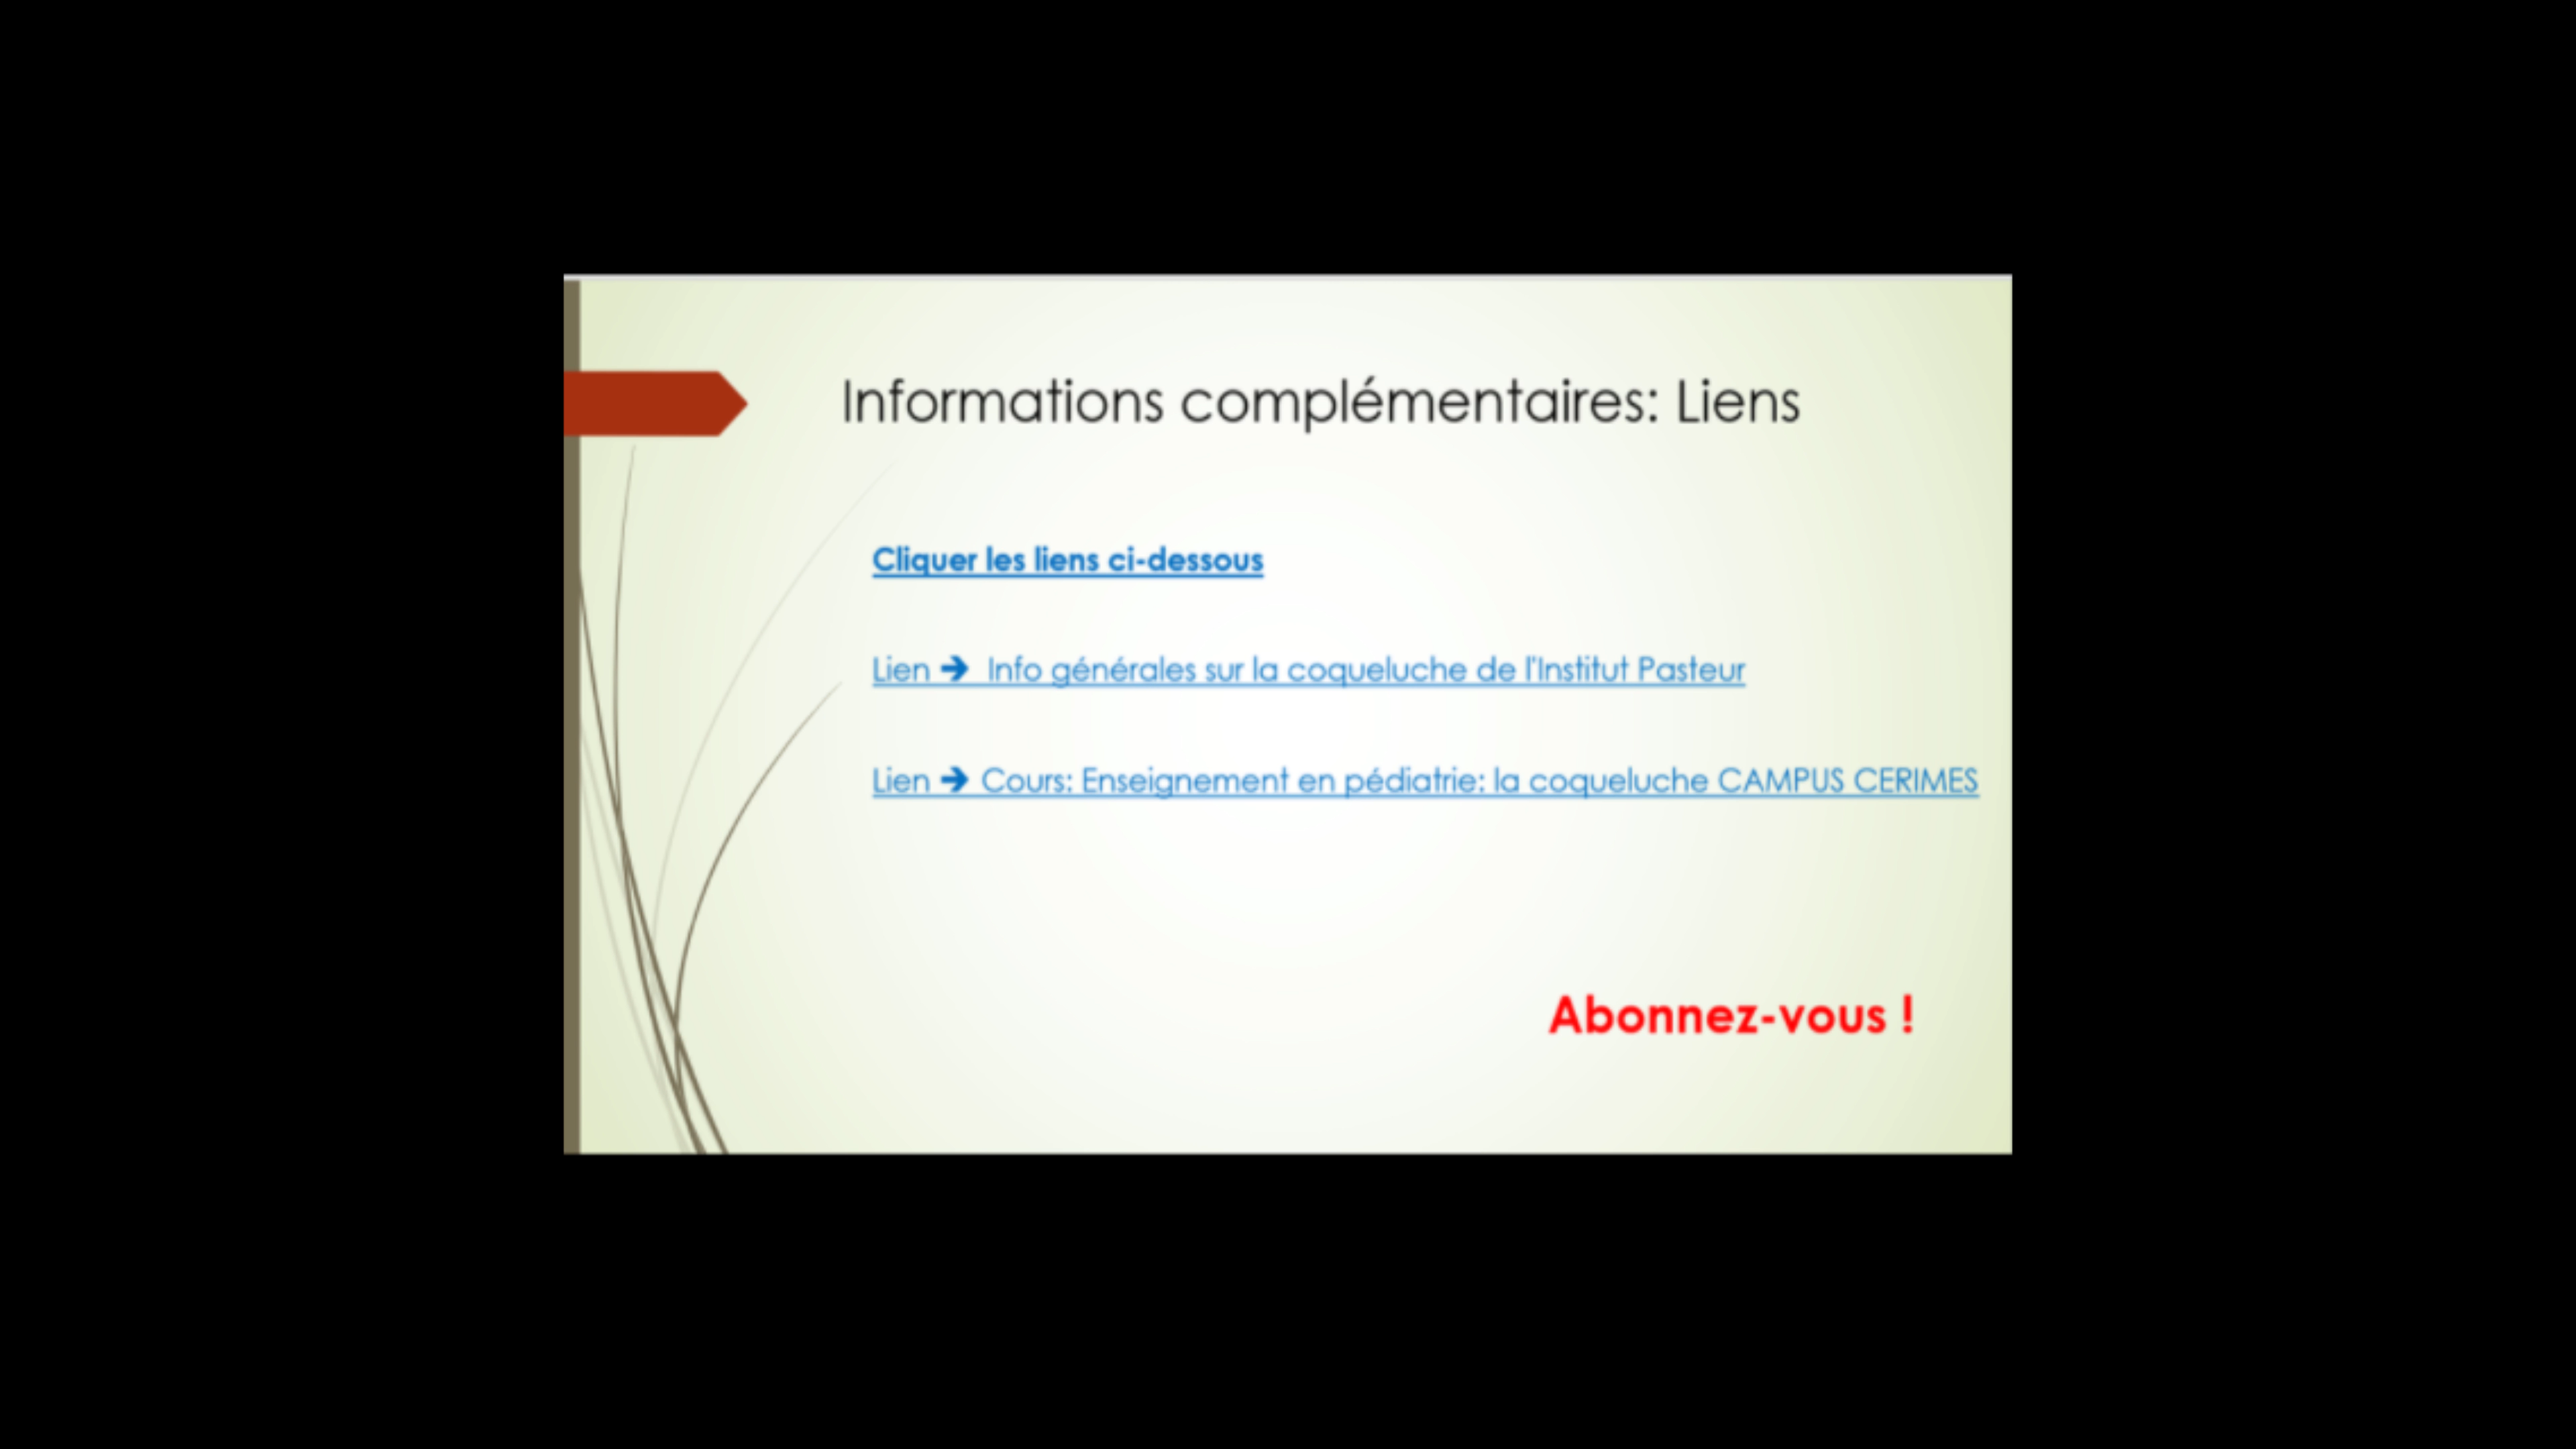 Informations complémentaires: Liens
Cliquer les liens ci-dessous
Lien ➔ Info générales sur la coqueluche de l'Institut Pasteur
Lien ➔ Cours: Enseignement en pédiatrie: la coqueluche CAMPUS CERIMES
Abonnez-vous !